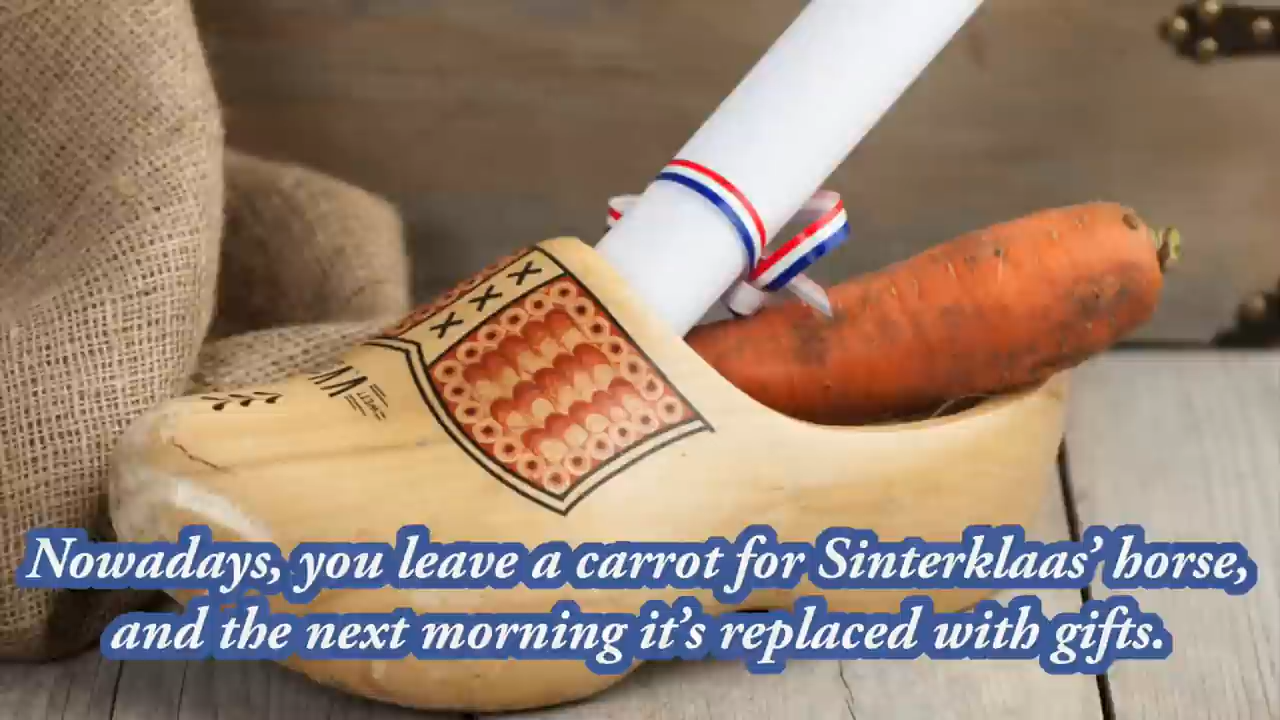 Nowadays, you leave a carrot for Sinterklaas’ horse,
and the next morning it’s replaced with gifts.